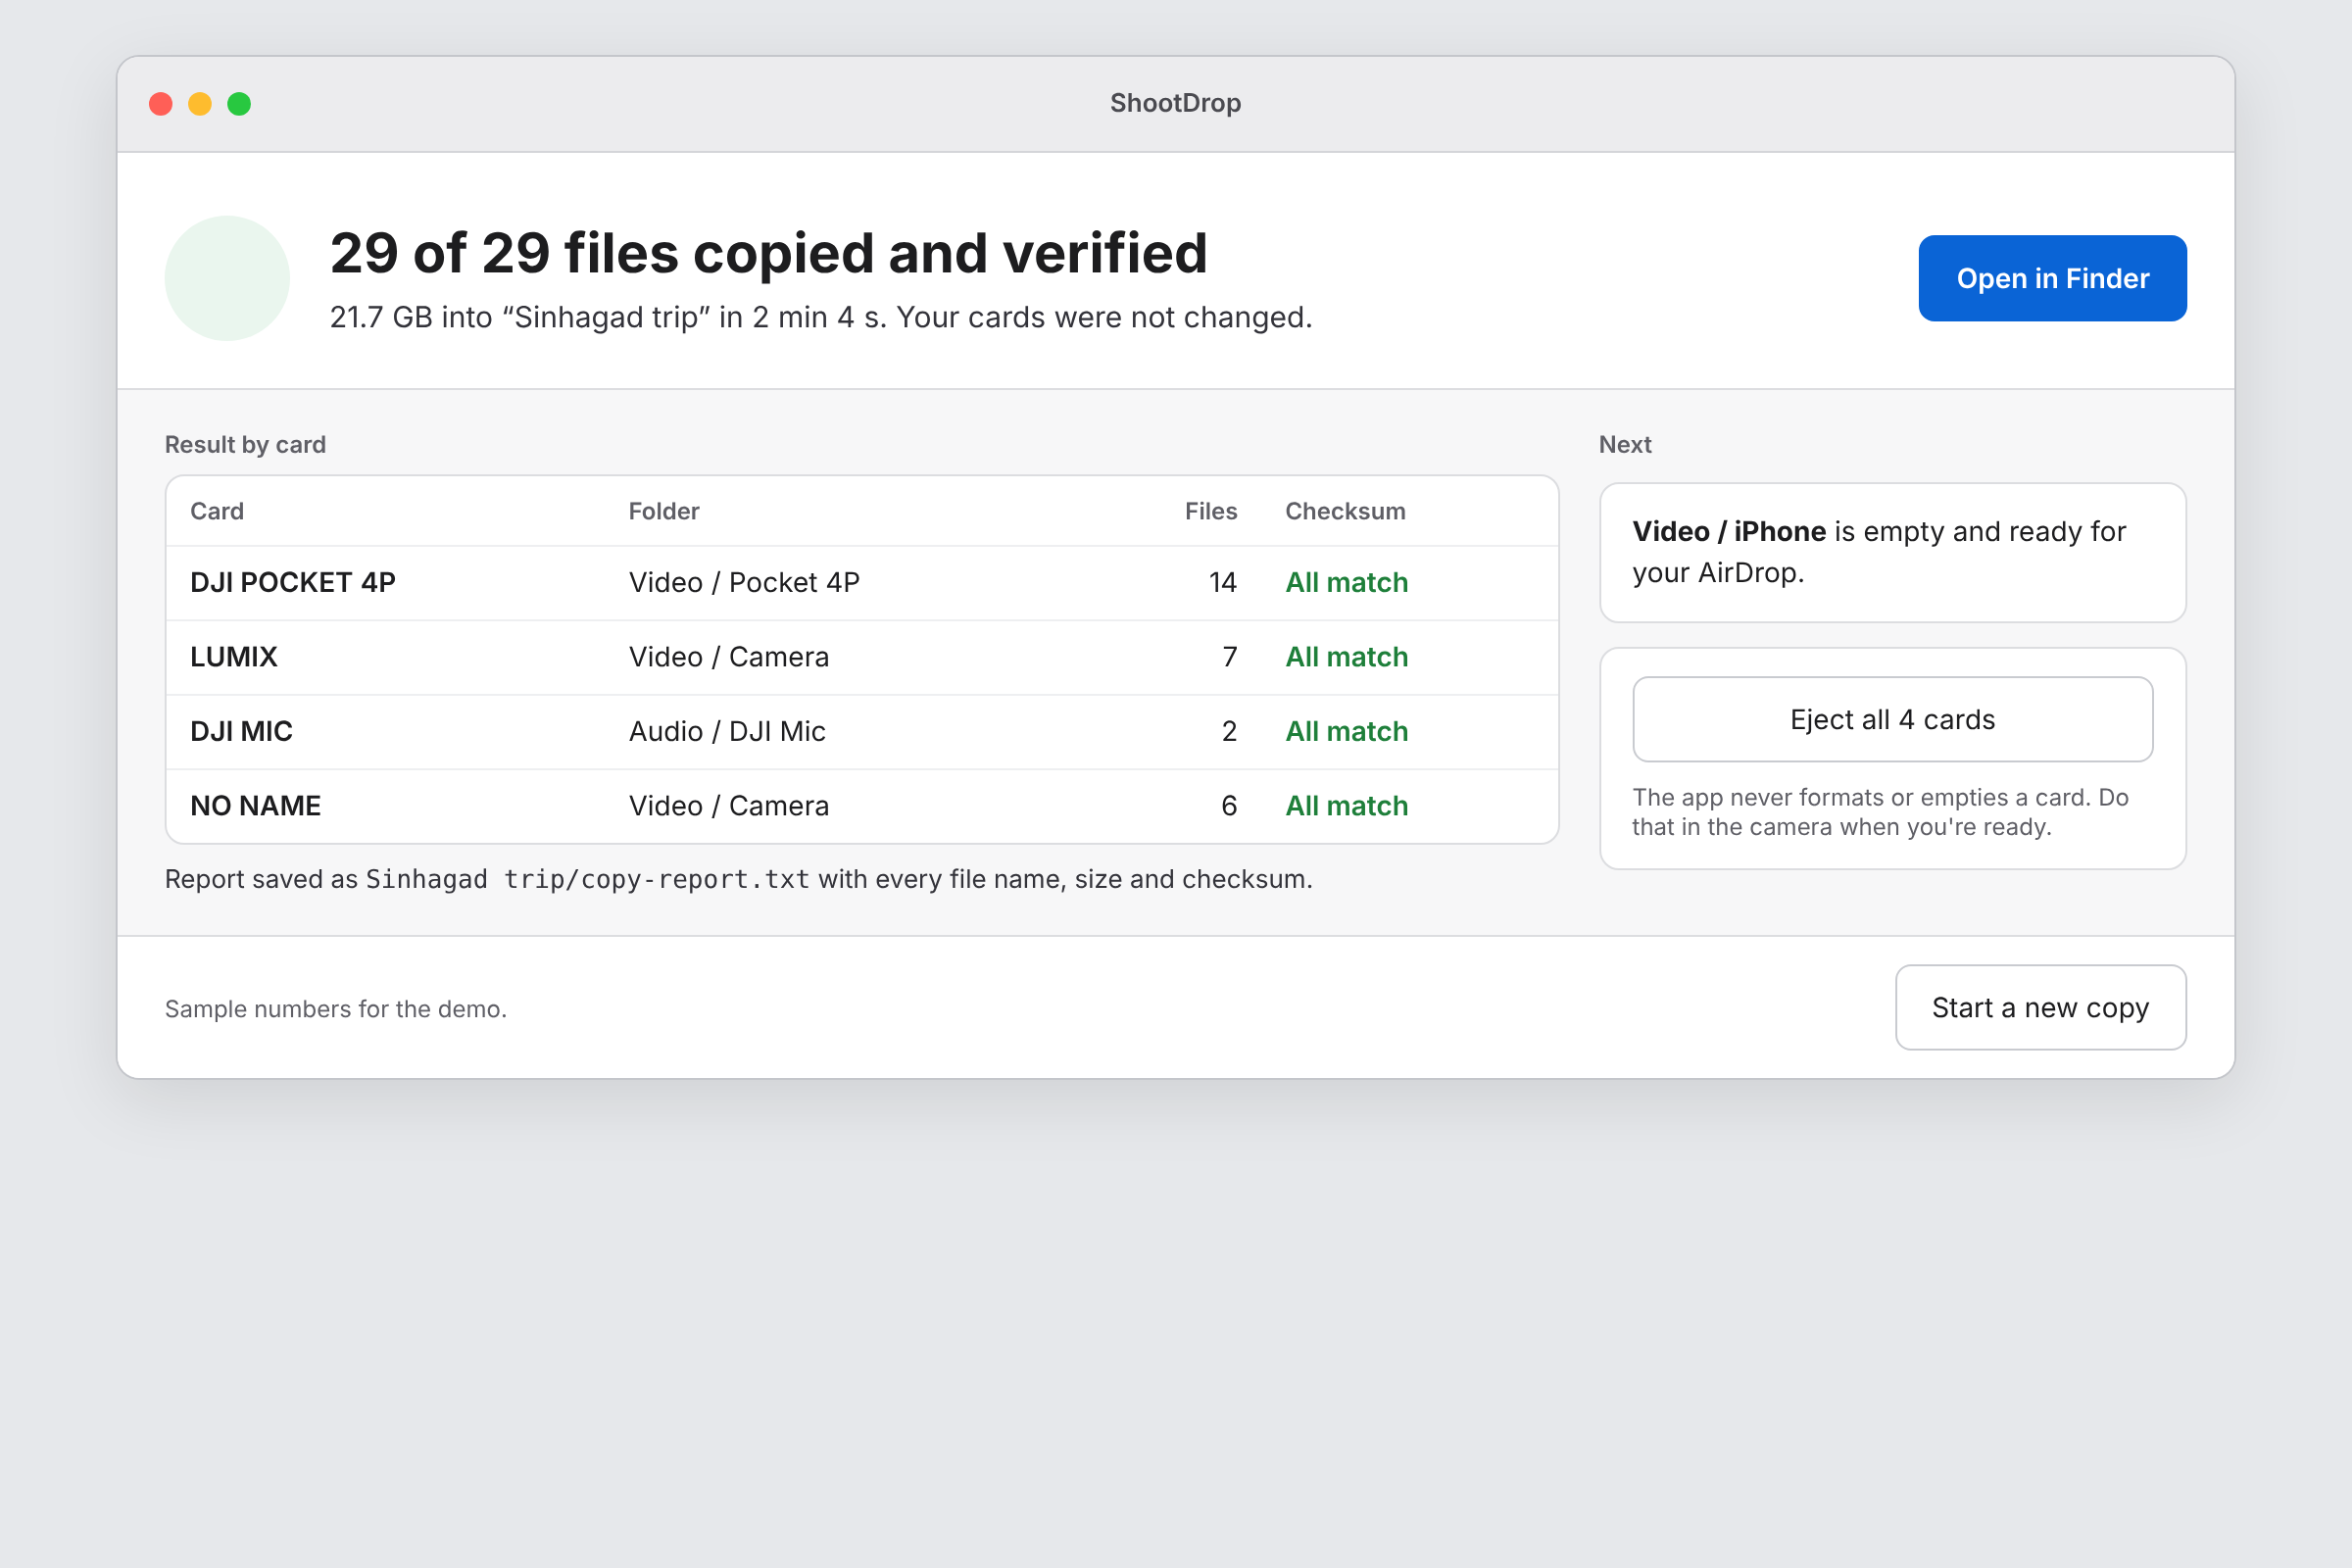 ShootDrop
29 of 29 files copied and verified
21.7 GB into “Sinhagad trip” in 2 min 4 s. Your cards were not changed.
Open in Finder
Result by card
Card Folder Files Checksum
DJI POCKET 4P Video / Pocket 4P 14 All match
LUMIX Video / Camera 7 All match
DJI MIC Audio / DJI Mic 2 All match
NO NAME Video / Camera 6 All match
Report saved as Sinhagad trip/copy-report.txt with every file name, size and checksum.
Next
Video / iPhone is empty and ready for
your AirDrop.
Eject all 4 cards
The app never formats or empties a card. Do
that in the camera when you're ready.
Sample numbers for the demo.
Start a new copy